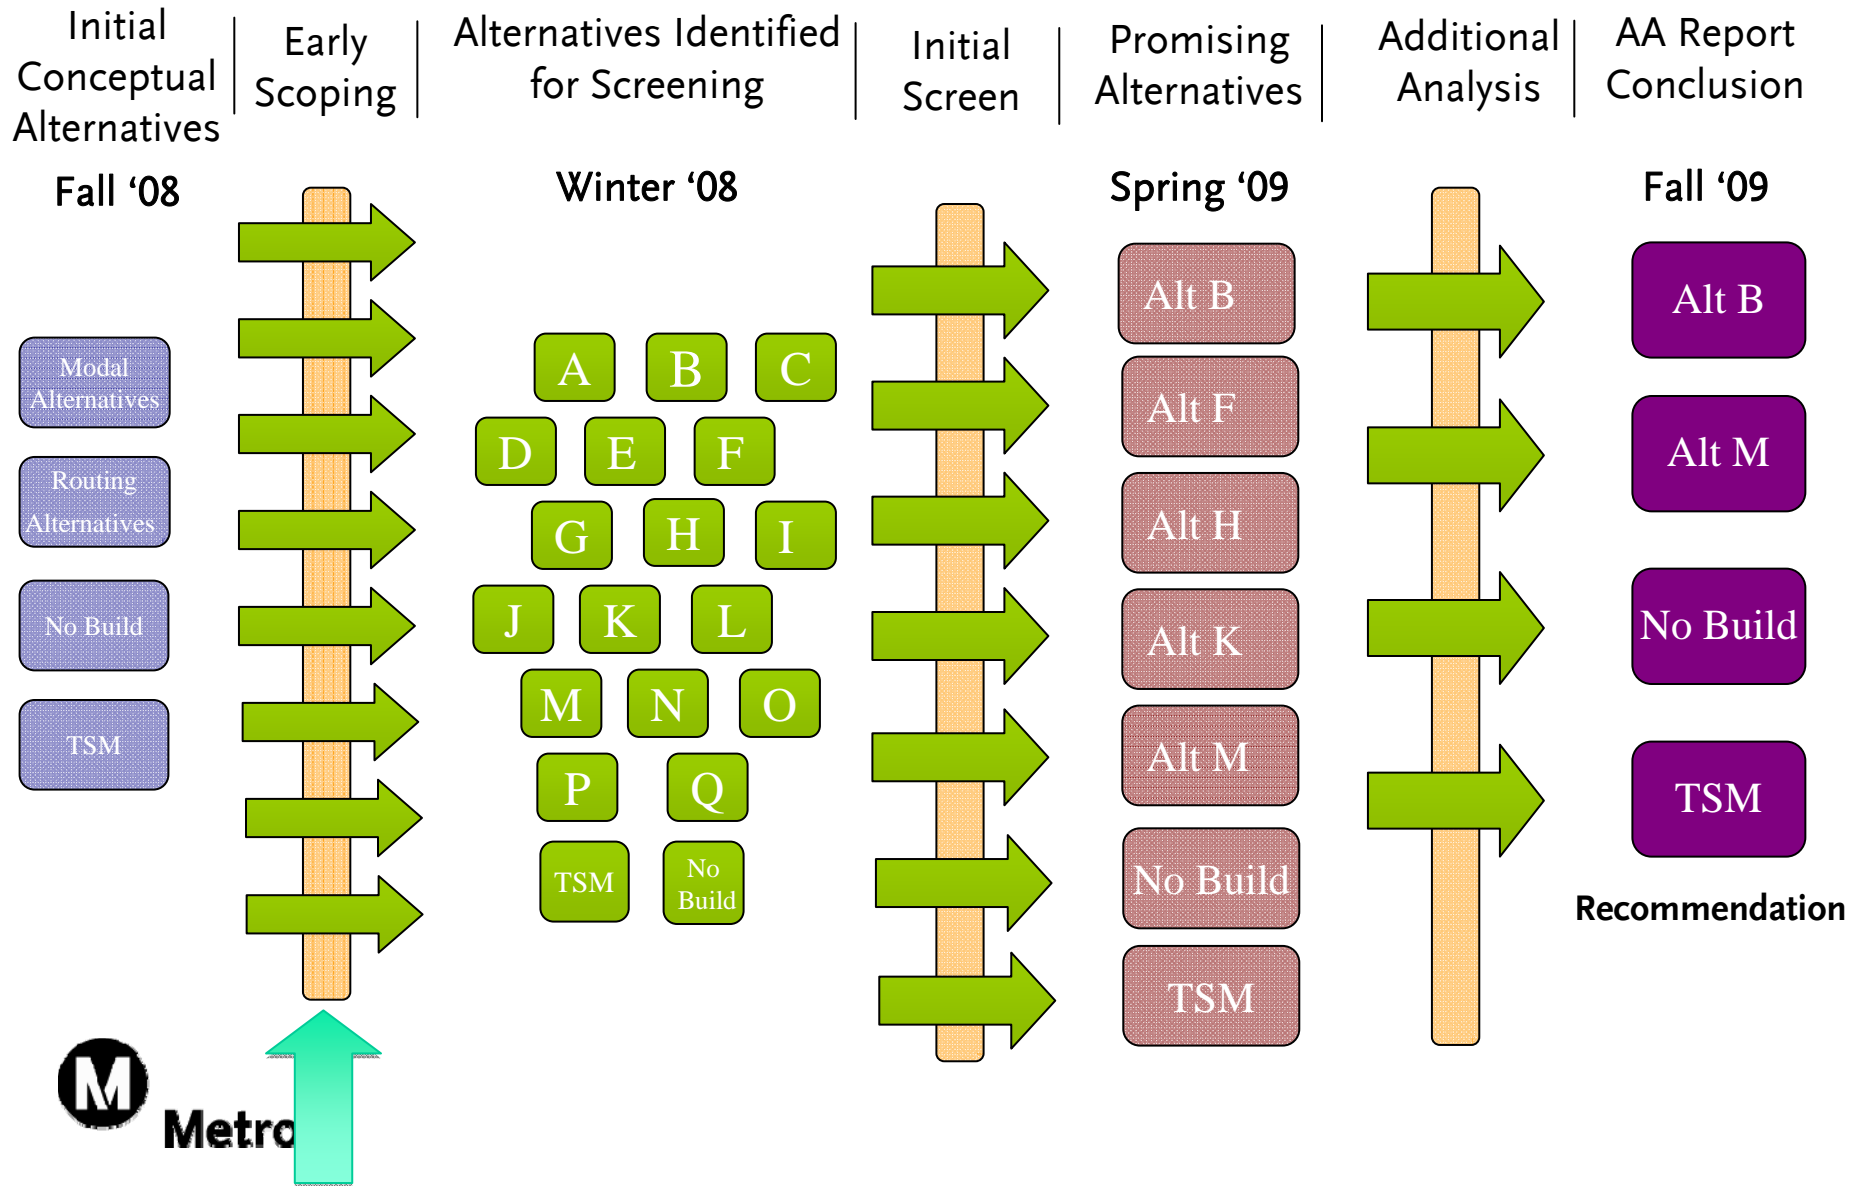 Initial
Conceptual
Alternatives
Early
Scoping
Alternatives Identified
for Screening
Initial
Screen
Promising
Alternatives
Additional
Analysis
AA Report
Conclusion
Fall ‘08
Winter ‘08
Spring ‘09
Fall ‘09
Modal
Alternatives
Routing
Alternatives
No Build
TSM
A B C
D E F
G H I
J K L
M N O
P Q
TSM
No
Build
Alt B
Alt F
Alt H
Alt K
Alt M
No Build
TSM
Alt B
Alt M
No Build
TSM
Recommendation
M
Metro